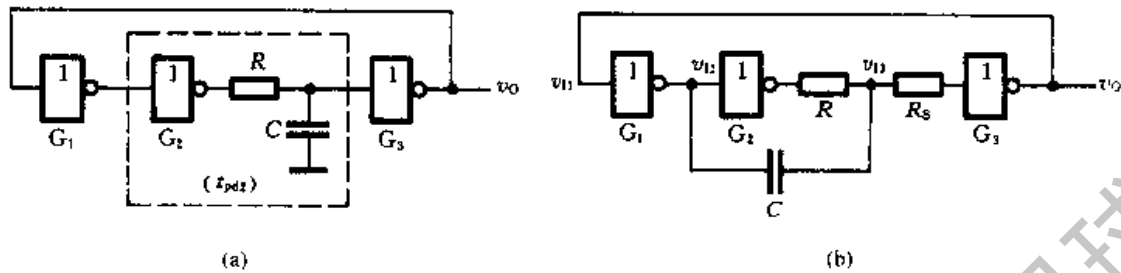 1
G₁
1
G₂
R
C
(t_pd2)
1
G₃
v_O
(a)
v_I1
1
G₁
v_I2
1
G₂
R
v_I3
R_S
1
G₃
v_O
C
(b)